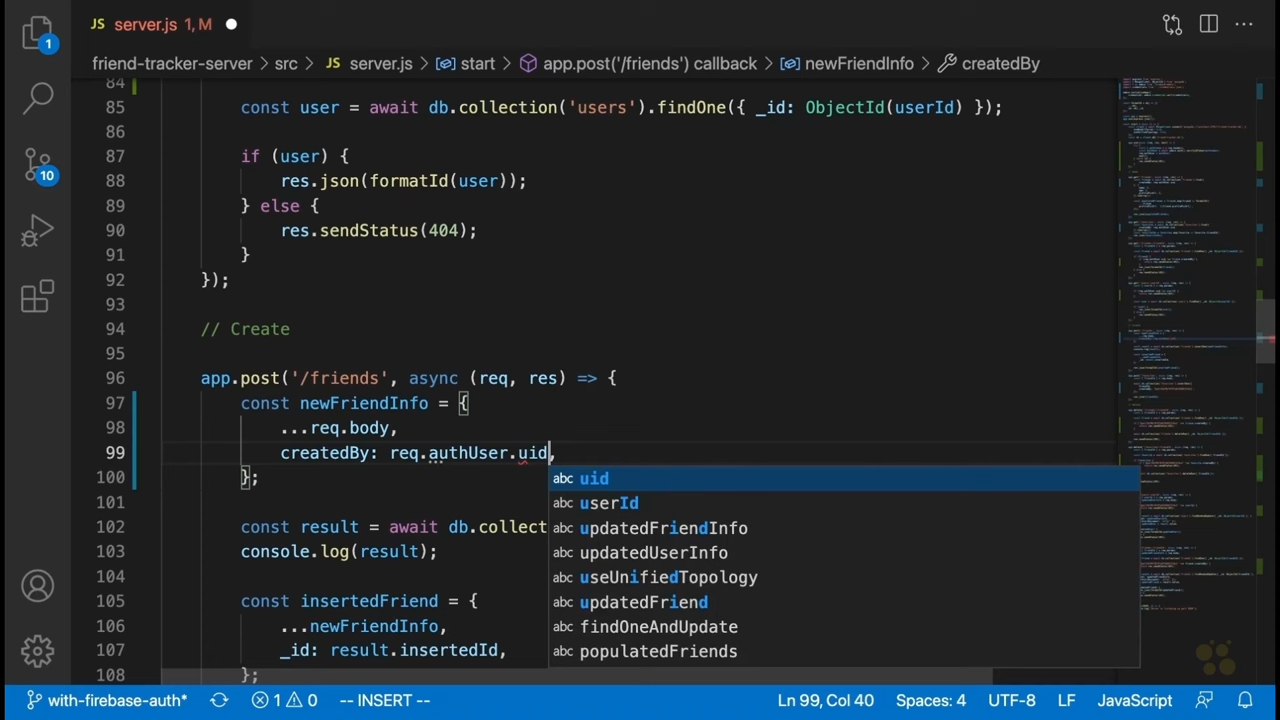 JS server.js 1, M
friend-tracker-server > src > JS server.js > start > app.post('/friends') callback > newFriendInfo > createdBy
1
10
84
85 const user = await db.collection('users').findOne({ _id: ObjectId(userId) });
86
87 if (user) {
88 res.json(formatId(user));
89 } else {
90 res.sendStatus(404);
91 }
92 });
93
94 // Create
95
96 app.post('/friends', async (req, res) => {
97 const newFriendInfo = {
98 ...req.body,
99 createdBy: req.authUser.uid
100 };
101
102 const result = await db.collect
103 console.log(result);
104
105 const insertedFriend =
106 ...newFriendInfo,
107 _id: result.insertedId,
108 };
abc uid
abc userId
abc updatedFriendInfo
abc updatedUserInfo
abc useUnifiedTopology
abc updatedFriend
abc findOneAndUpdate
abc populatedFriends
with-firebase-auth* 1 0 -- INSERT -- Ln 99, Col 40 Spaces: 4 UTF-8 LF JavaScript